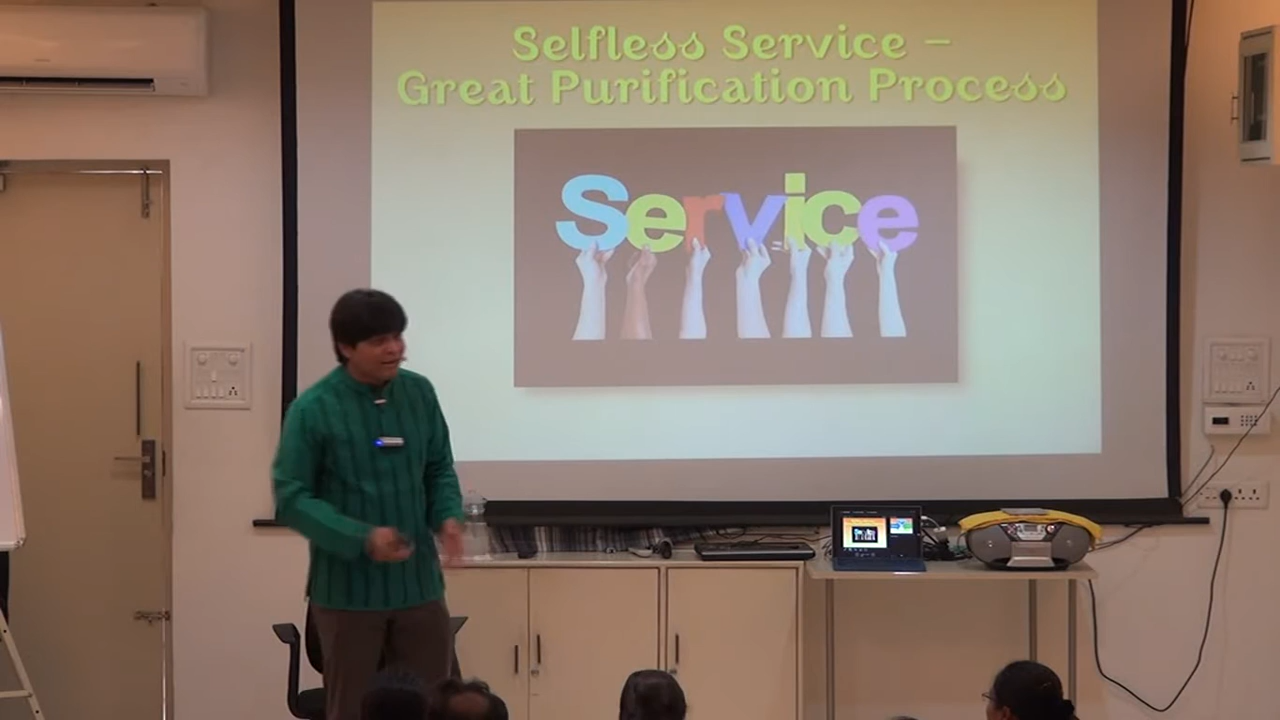 Selfless Service –
Great Purification Process
Service